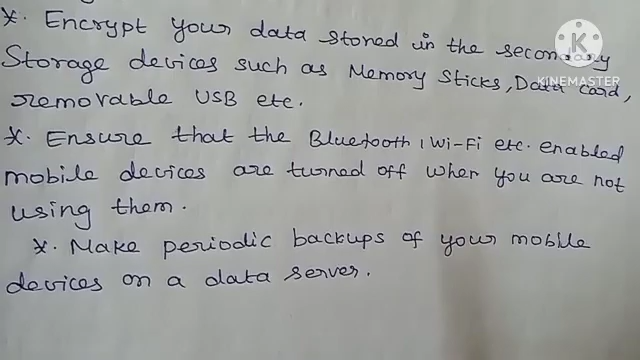 *. Encrypt your data stored in the secondary
Storage devices such as Memory Sticks, Data Card,
removable USB etc.
*. Ensure that the Bluetooth, Wi-Fi etc. enabled
mobile devices are turned off when you are not
using them.
*. Make periodic backups of your mobile
devices on a data server.
K
KINEMASTER